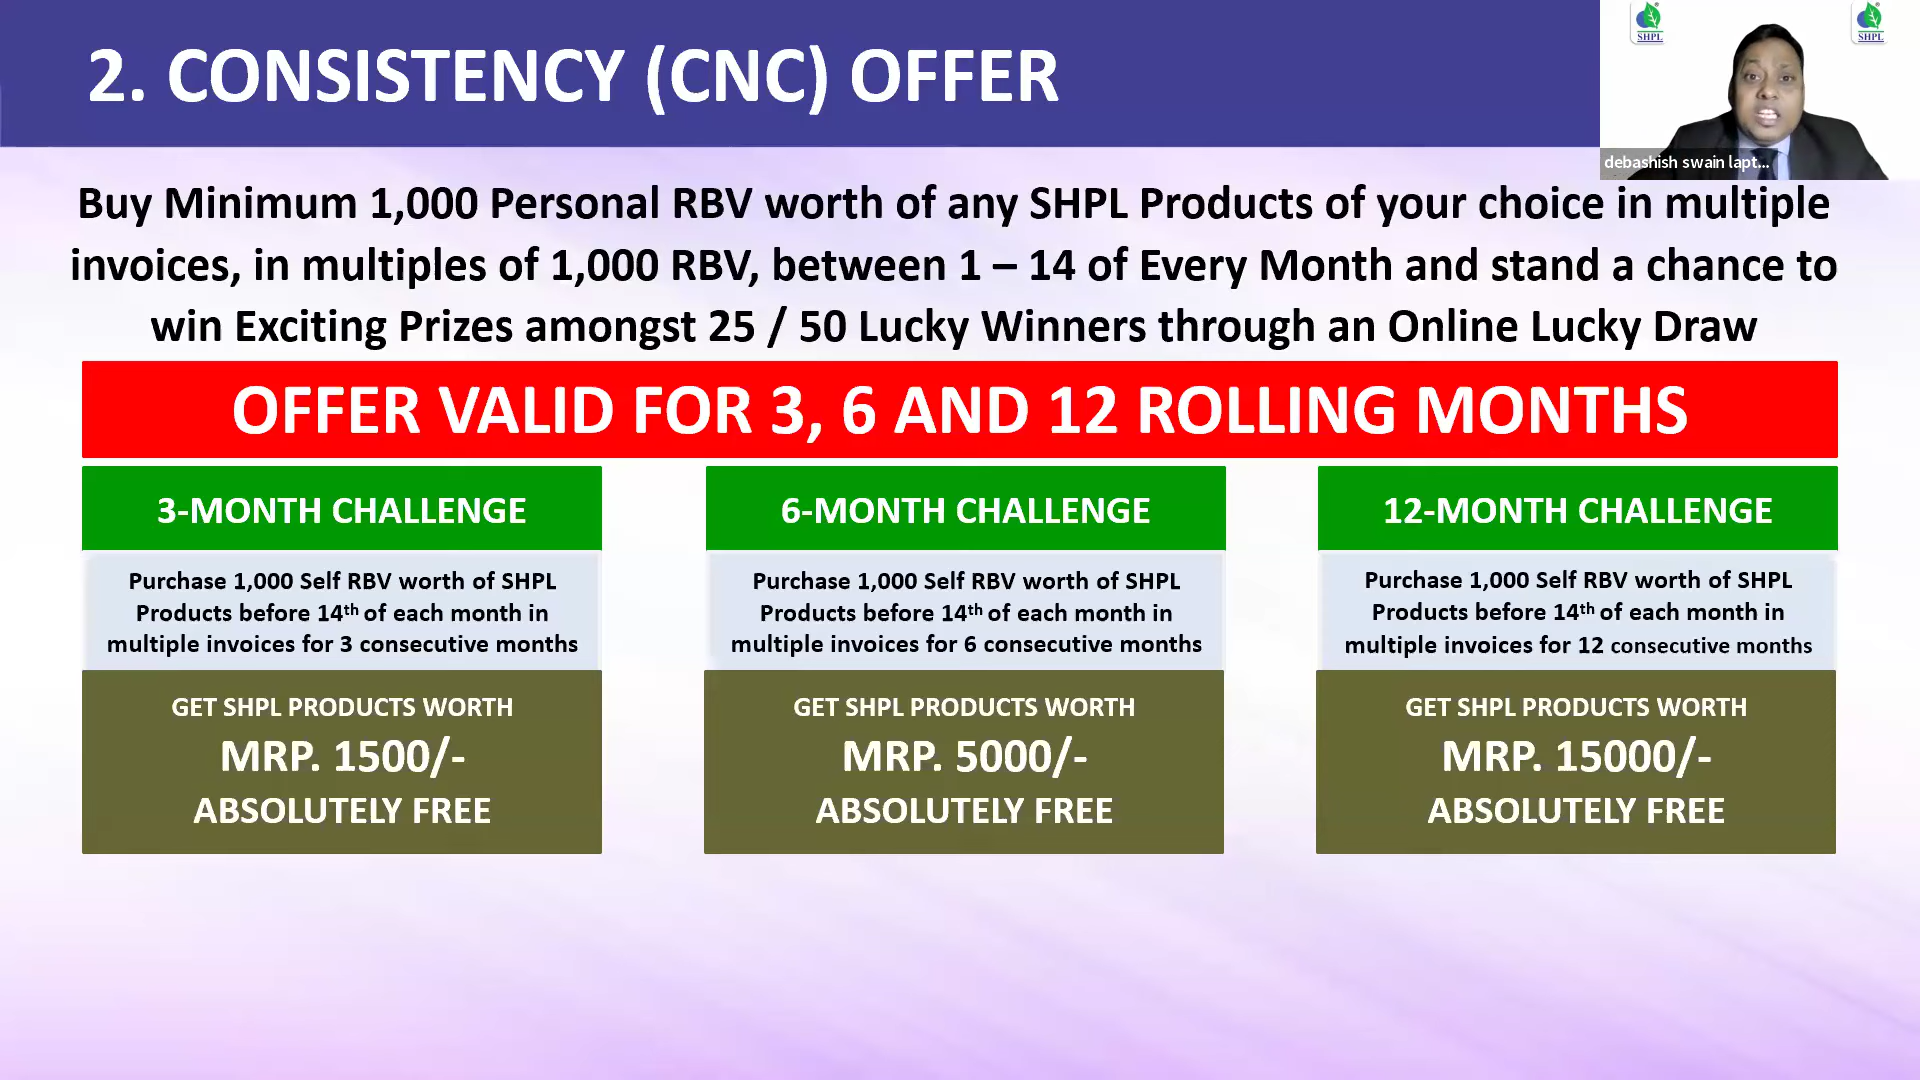 2. CONSISTENCY (CNC) OFFER
SHPL
SHPL
debashish swain lapt...
Buy Minimum 1,000 Personal RBV worth of any SHPL Products of your choice in multiple
invoices, in multiples of 1,000 RBV, between 1 – 14 of Every Month and stand a chance to
win Exciting Prizes amongst 25 / 50 Lucky Winners through an Online Lucky Draw
OFFER VALID FOR 3, 6 AND 12 ROLLING MONTHS
3-MONTH CHALLENGE
Purchase 1,000 Self RBV worth of SHPL
Products before 14th of each month in
multiple invoices for 3 consecutive months
GET SHPL PRODUCTS WORTH
MRP. 1500/-
ABSOLUTELY FREE
6-MONTH CHALLENGE
Purchase 1,000 Self RBV worth of SHPL
Products before 14th of each month in
multiple invoices for 6 consecutive months
GET SHPL PRODUCTS WORTH
MRP. 5000/-
ABSOLUTELY FREE
12-MONTH CHALLENGE
Purchase 1,000 Self RBV worth of SHPL
Products before 14th of each month in
multiple invoices for 12 consecutive months
GET SHPL PRODUCTS WORTH
MRP. 15000/-
ABSOLUTELY FREE